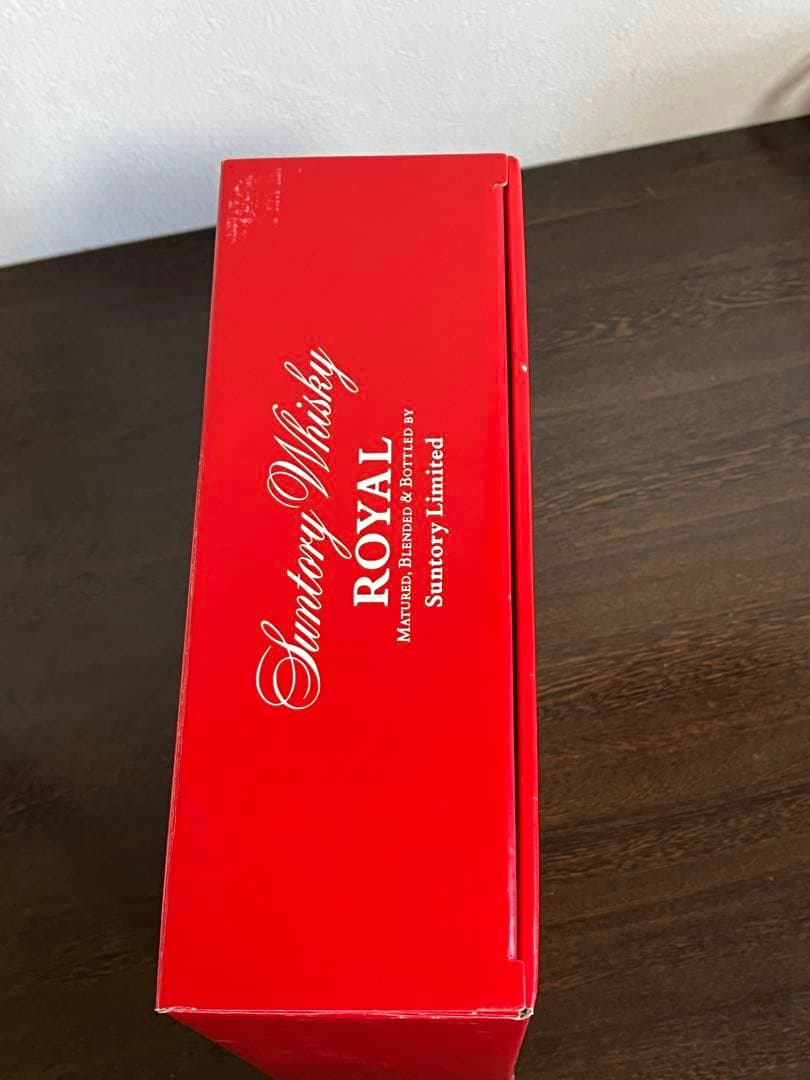 Suntory Whisky
ROYAL
MATURED, BLENDED & BOTTLED BY
Suntory Limited